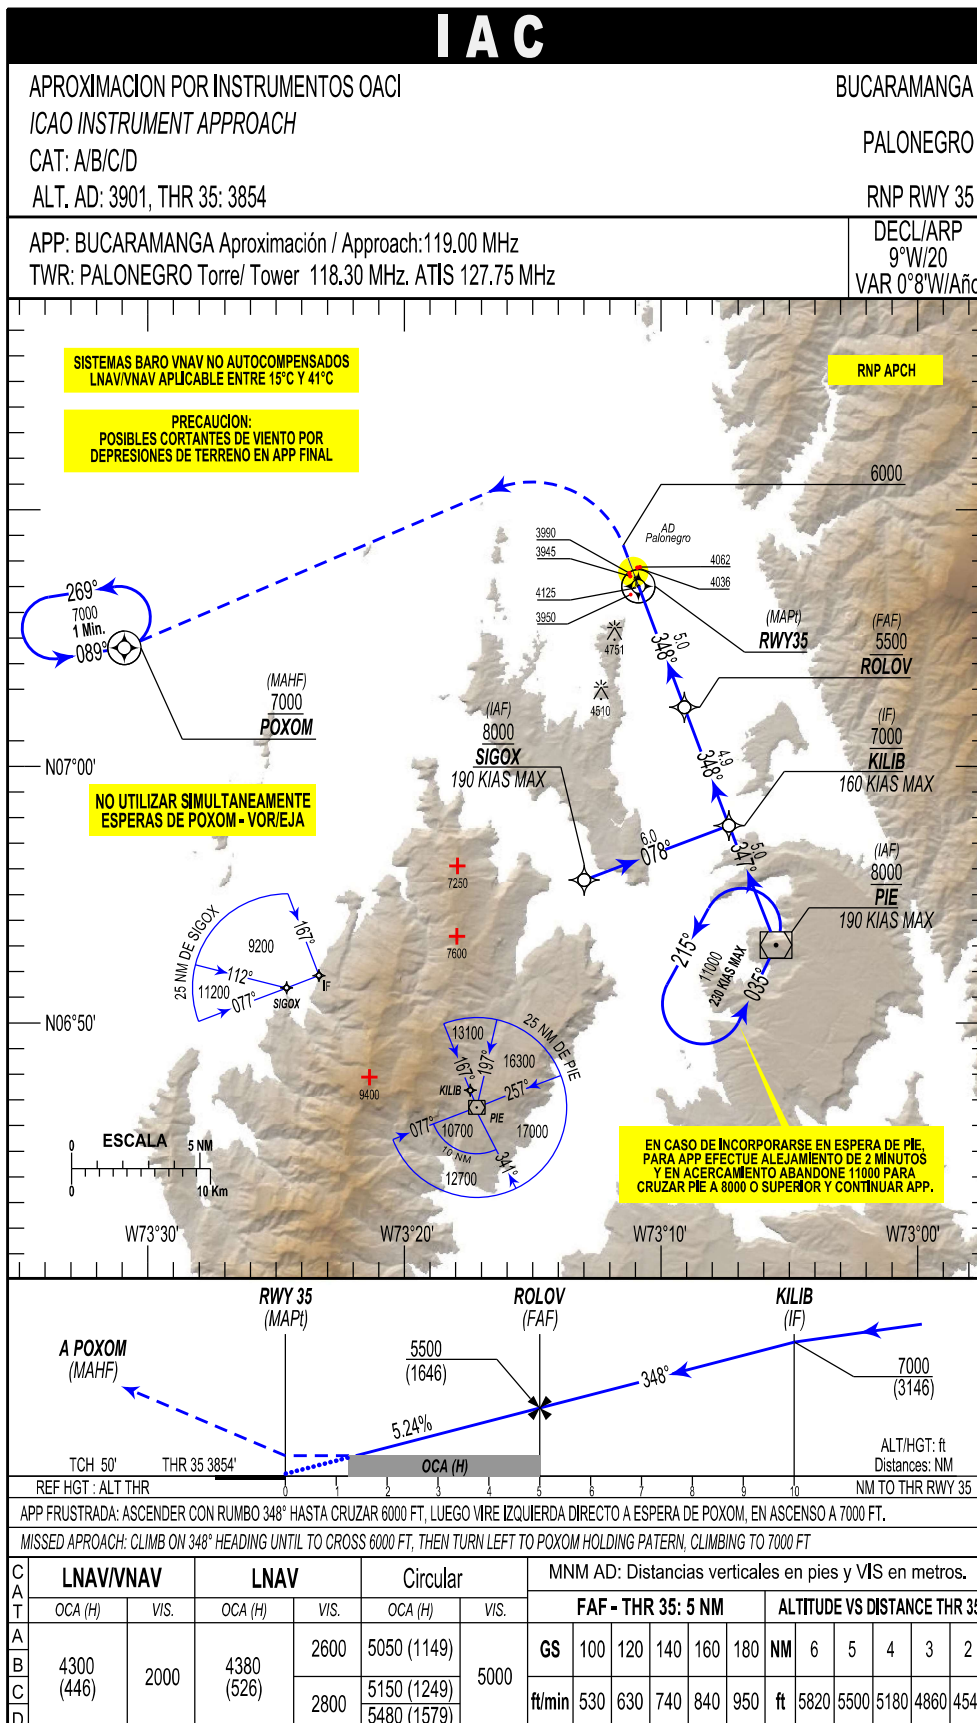 IAC
APROXIMACION POR INSTRUMENTOS OACI
ICAO INSTRUMENT APPROACH
CAT: A/B/C/D
ALT. AD: 3901, THR 35: 3854
BUCARAMANGA
PALONEGRO
RNP RWY 35
APP: BUCARAMANGA Aproximación / Approach:119.00 MHz
TWR: PALONEGRO Torre/ Tower 118.30 MHz. ATIS 127.75 MHz
DECL/ARP
9°W/20
VAR 0°8'W/Año
SISTEMAS BARO VNAV NO AUTOCOMPENSADOS
LNAV/VNAV APLICABLE ENTRE 15°C Y 41°C
RNP APCH
PRECAUCION:
POSIBLES CORTANTES DE VIENTO POR
DEPRESIONES DE TERRENO EN APP FINAL
6000
AD
Palonegro
3990
3945
4062
4036
4125
3950
269°
7000
1 Min.
089°
(MAPt)
RWY35
(FAF)
5500
ROLOV
4751
348°
5.0
4510
(MAHF)
7000
POXOM
(IAF)
8000
SIGOX
190 KIAS MAX
(IF)
7000
KILIB
160 KIAS MAX
348°
4.9
N07°00'
NO UTILIZAR SIMULTANEAMENTE
ESPERAS DE POXOM - VOR/EJA
6.0
078°
347°
5.0
(IAF)
8000
PIE
190 KIAS MAX
7250
7600
9400
215°
11000
230 KIAS MAX
035°
25 NM DE SIGOX
9200
167°
112°
11200
077°
SIGOX
IF
N06°50'
25 NM DE PIE
13100
16300
167°
197°
257°
KILIB
PIE
077°
10700
17000
10 NM
12700
341°
EN CASO DE INCORPORARSE EN ESPERA DE PIE,
PARA APP EFECTUE ALEJAMIENTO DE 2 MINUTOS
Y EN ACERCAMIENTO ABANDONE 11000 PARA
CRUZAR PIE A 8000 O SUPERIOR Y CONTINUAR APP.
ESCALA
0 5 NM
0 10 Km
W73°30' W73°20' W73°10' W73°00'
RWY 35
(MAPt)
ROLOV
(FAF)
KILIB
(IF)
A POXOM
(MAHF)
5500
(1646)
7000
(3146)
348°
5.24%
OCA (H)
TCH 50' THR 35 3854'
ALT/HGT: ft
Distances: NM
REF HGT : ALT THR
0 1 2 3 4 5 6 7 8 9 10
NM TO THR RWY 35
APP FRUSTRADA: ASCENDER CON RUMBO 348° HASTA CRUZAR 6000 FT, LUEGO VIRE IZQUIERDA DIRECTO A ESPERA DE POXOM, EN ASCENSO A 7000 FT.
MISSED APROACH: CLIMB ON 348° HEADING UNTIL TO CROSS 6000 FT, THEN TURN LEFT TO POXOM HOLDING PATERN, CLIMBING TO 7000 FT
CAT LNAV/VNAV LNAV Circular
OCA (H) VIS. OCA (H) VIS. OCA (H) VIS.
A
B
C
D
4300
(446)
2000
4380
(526)
2600
2800
5050 (1149)
5150 (1249)
5480 (1579)
5000
MNM AD: Distancias verticales en pies y VIS en metros.
FAF - THR 35: 5 NM
GS 100 120 140 160 180
ft/min 530 630 740 840 950
ALTITUDE VS DISTANCE THR 35
NM 6 5 4 3 2
ft 5820 5500 5180 4860 454